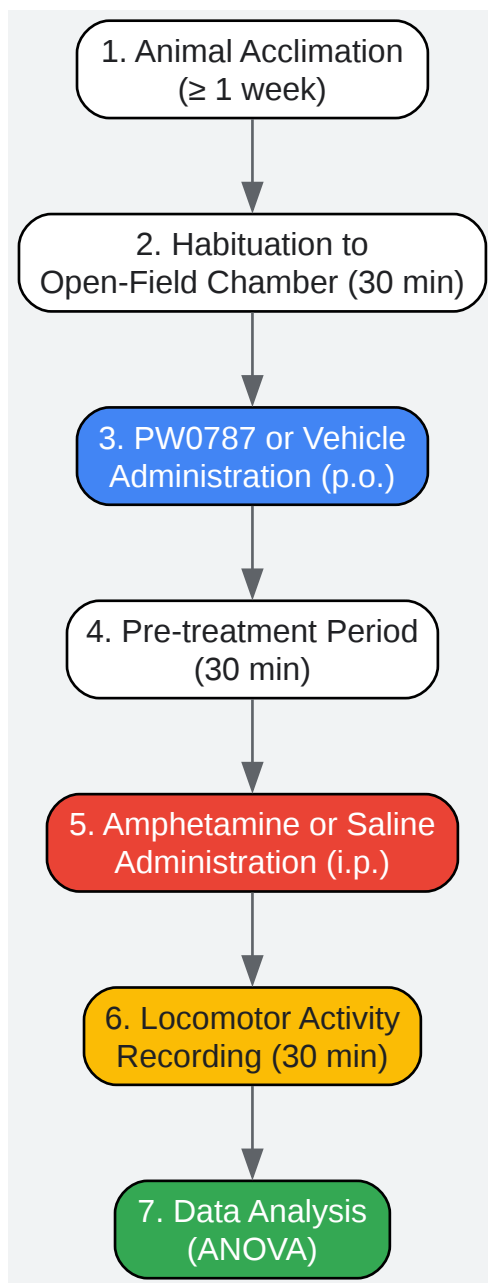 1. Animal Acclimation
(≥ 1 week)
2. Habituation to
Open-Field Chamber (30 min)
3. PW0787 or Vehicle
Administration (p.o.)
4. Pre-treatment Period
(30 min)
5. Amphetamine or Saline
Administration (i.p.)
6. Locomotor Activity
Recording (30 min)
7. Data Analysis
(ANOVA)